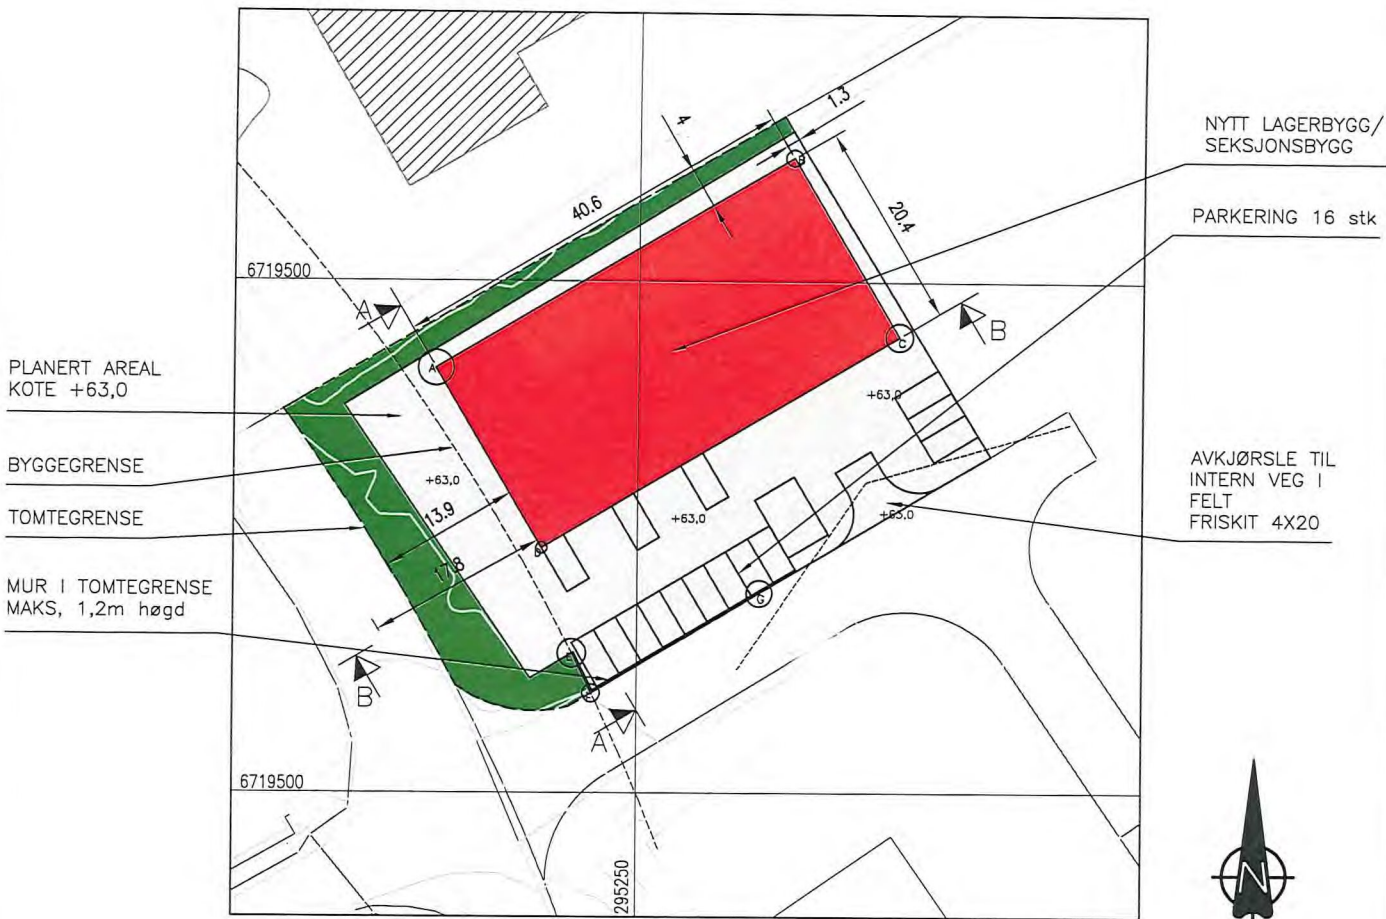 NYTT LAGERBYGG/
SEKSJONSBYGG
PARKERING 16 stk
AVKJØRSLE TIL
INTERN VEG I
FELT
FRISKIT 4X20
PLANERT AREAL
KOTE +63,0
BYGGEGRENSE
TOMTEGRENSE
MUR I TOMTEGRENSE
MAKS, 1,2m høgd
1.3
4
B
40.6
20.4
6719500
A
B
A
C
+63,0
+63,0
13.9
+63,0
+63,0
17.8
G
E
B
A
6719500
295250
N